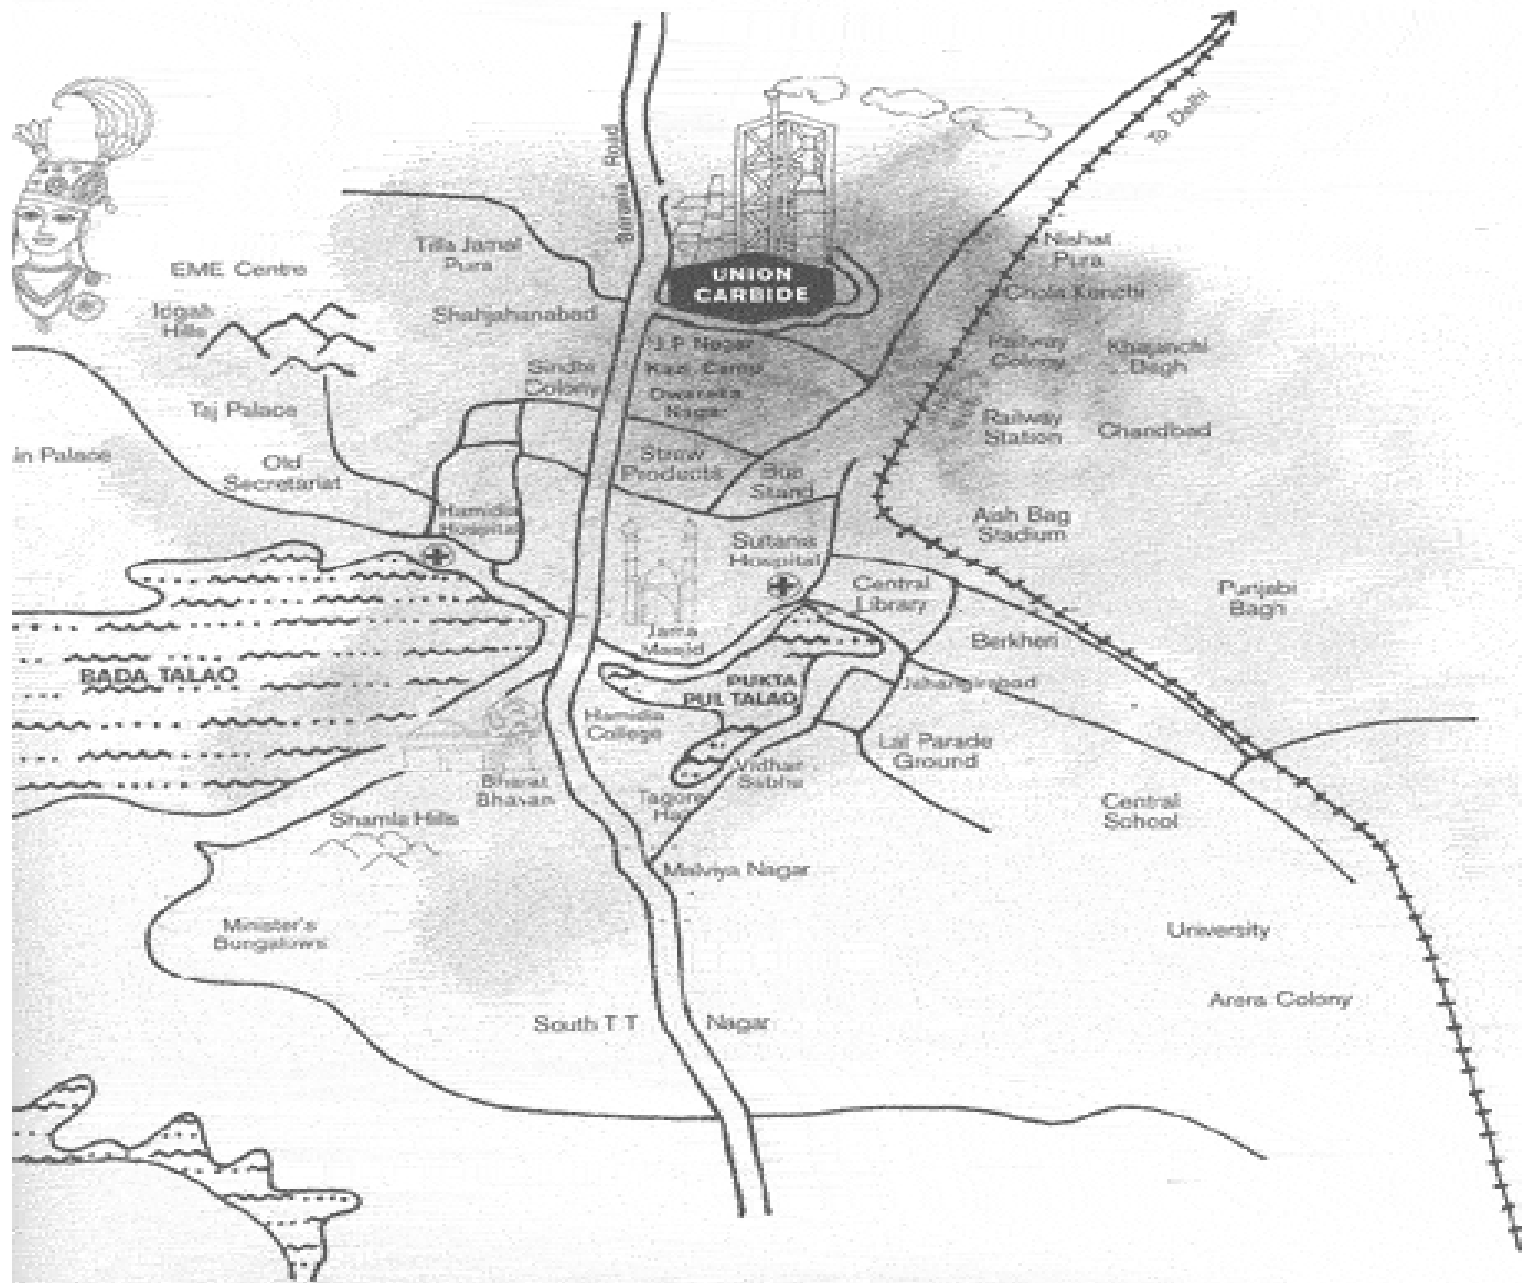 To Delhi
Road
Nishat
Pura
Tilla Jamal
Pura
EME Centre
UNION
CARBIDE
Chola Kenchi
Idgah
Hills
Shahjahanabad
J.P Nagar
Railway
Colony
Khajanchi
Bagh
Sindhi
Colony
Kazi Camp
Dwareka
Nagar
Taj Palace
Railway
Station
Chandbad
in Palace
Old
Secretariat
Straw
Products
Bus
Stand
Hamidia
Hospital
Aish Bag
Stadium
Sultania
Hospital
Central
Library
Punjabi
Bagh
Jama
Masjid
Berkheri
BADA TALAO
PUKTA
PUL TALAO
Jahangirabad
Hamidia
College
Lal Parade
Ground
Bharat
Bhavan
Vidhan
Sabha
Tagore
Hall
Central
School
Shamla Hills
Malviya Nagar
Minister's
Bungalows
University
Arera Colony
South T T Nagar